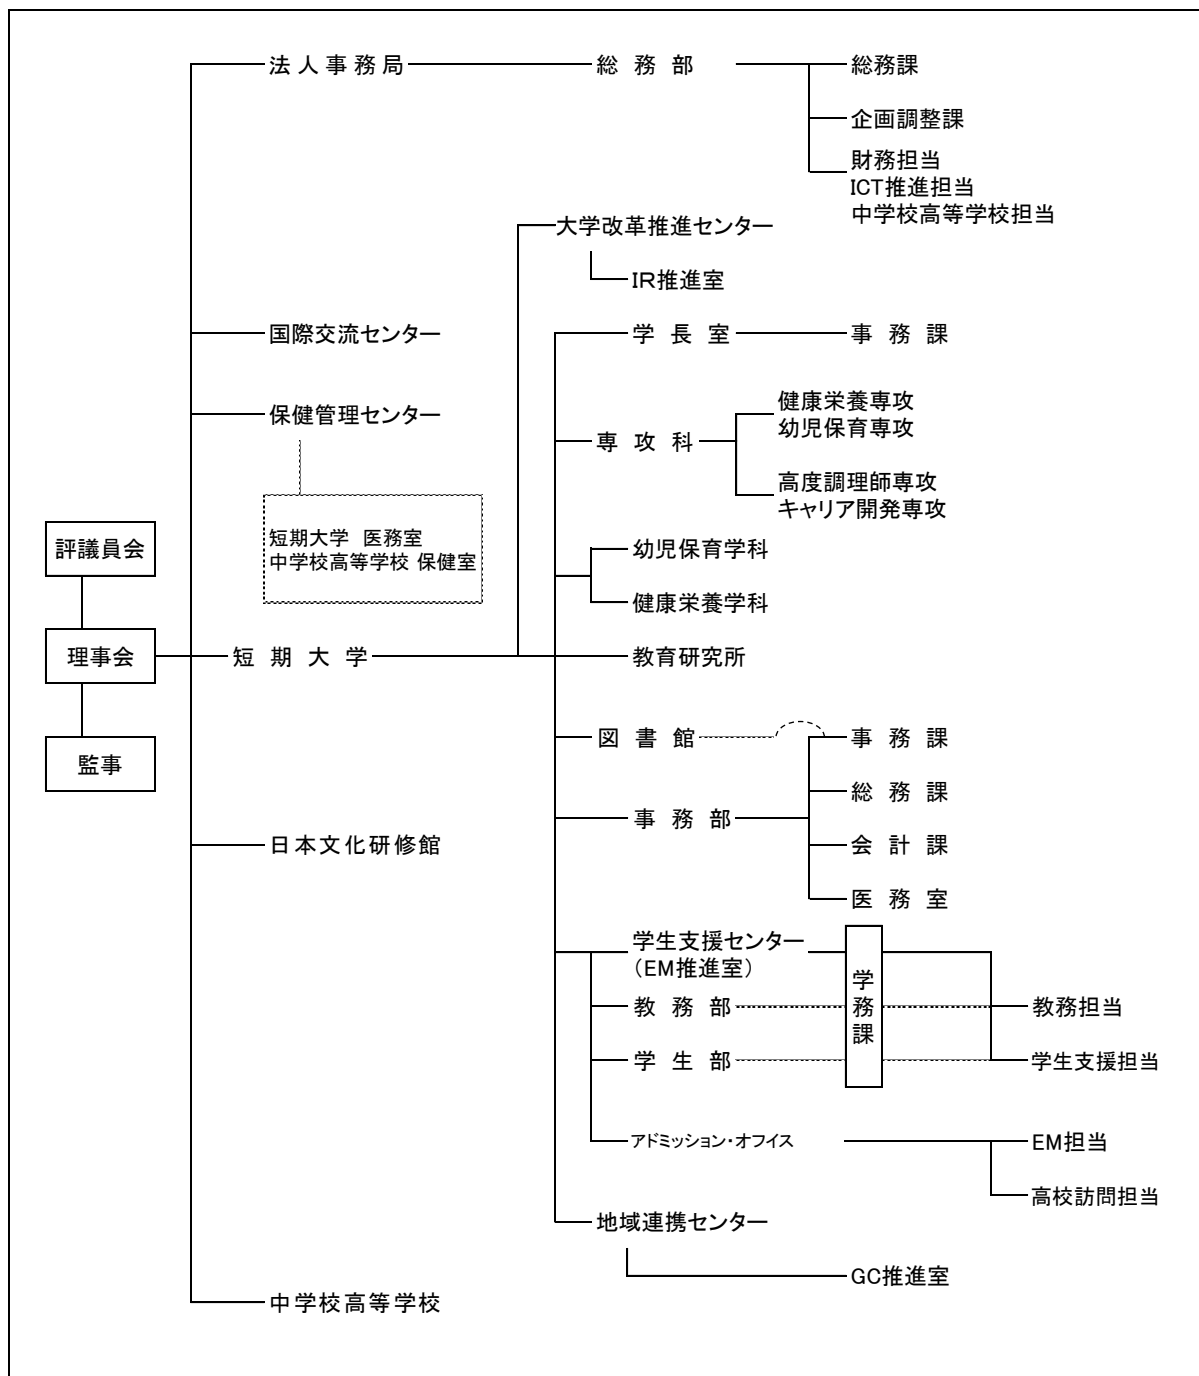 法人事務局
総務部
総務課
企画調整課
財務担当
ICT推進担当
中学校高等学校担当
大学改革推進センター
IR推進室
国際交流センター
学長室
事務課
保健管理センター
健康栄養専攻
幼児保育専攻
専攻科
高度調理師専攻
キャリア開発専攻
短期大学 医務室
中学校高等学校 保健室
評議員会
幼児保育学科
健康栄養学科
理事会
短期大学
教育研究所
監事
図書館
事務課
総務課
事務部
日本文化研修館
会計課
医務室
学生支援センター
（EM推進室）
学務課
教務部
教務担当
学生部
学生支援担当
アドミッション・オフィス
EM担当
高校訪問担当
地域連携センター
GC推進室
中学校高等学校